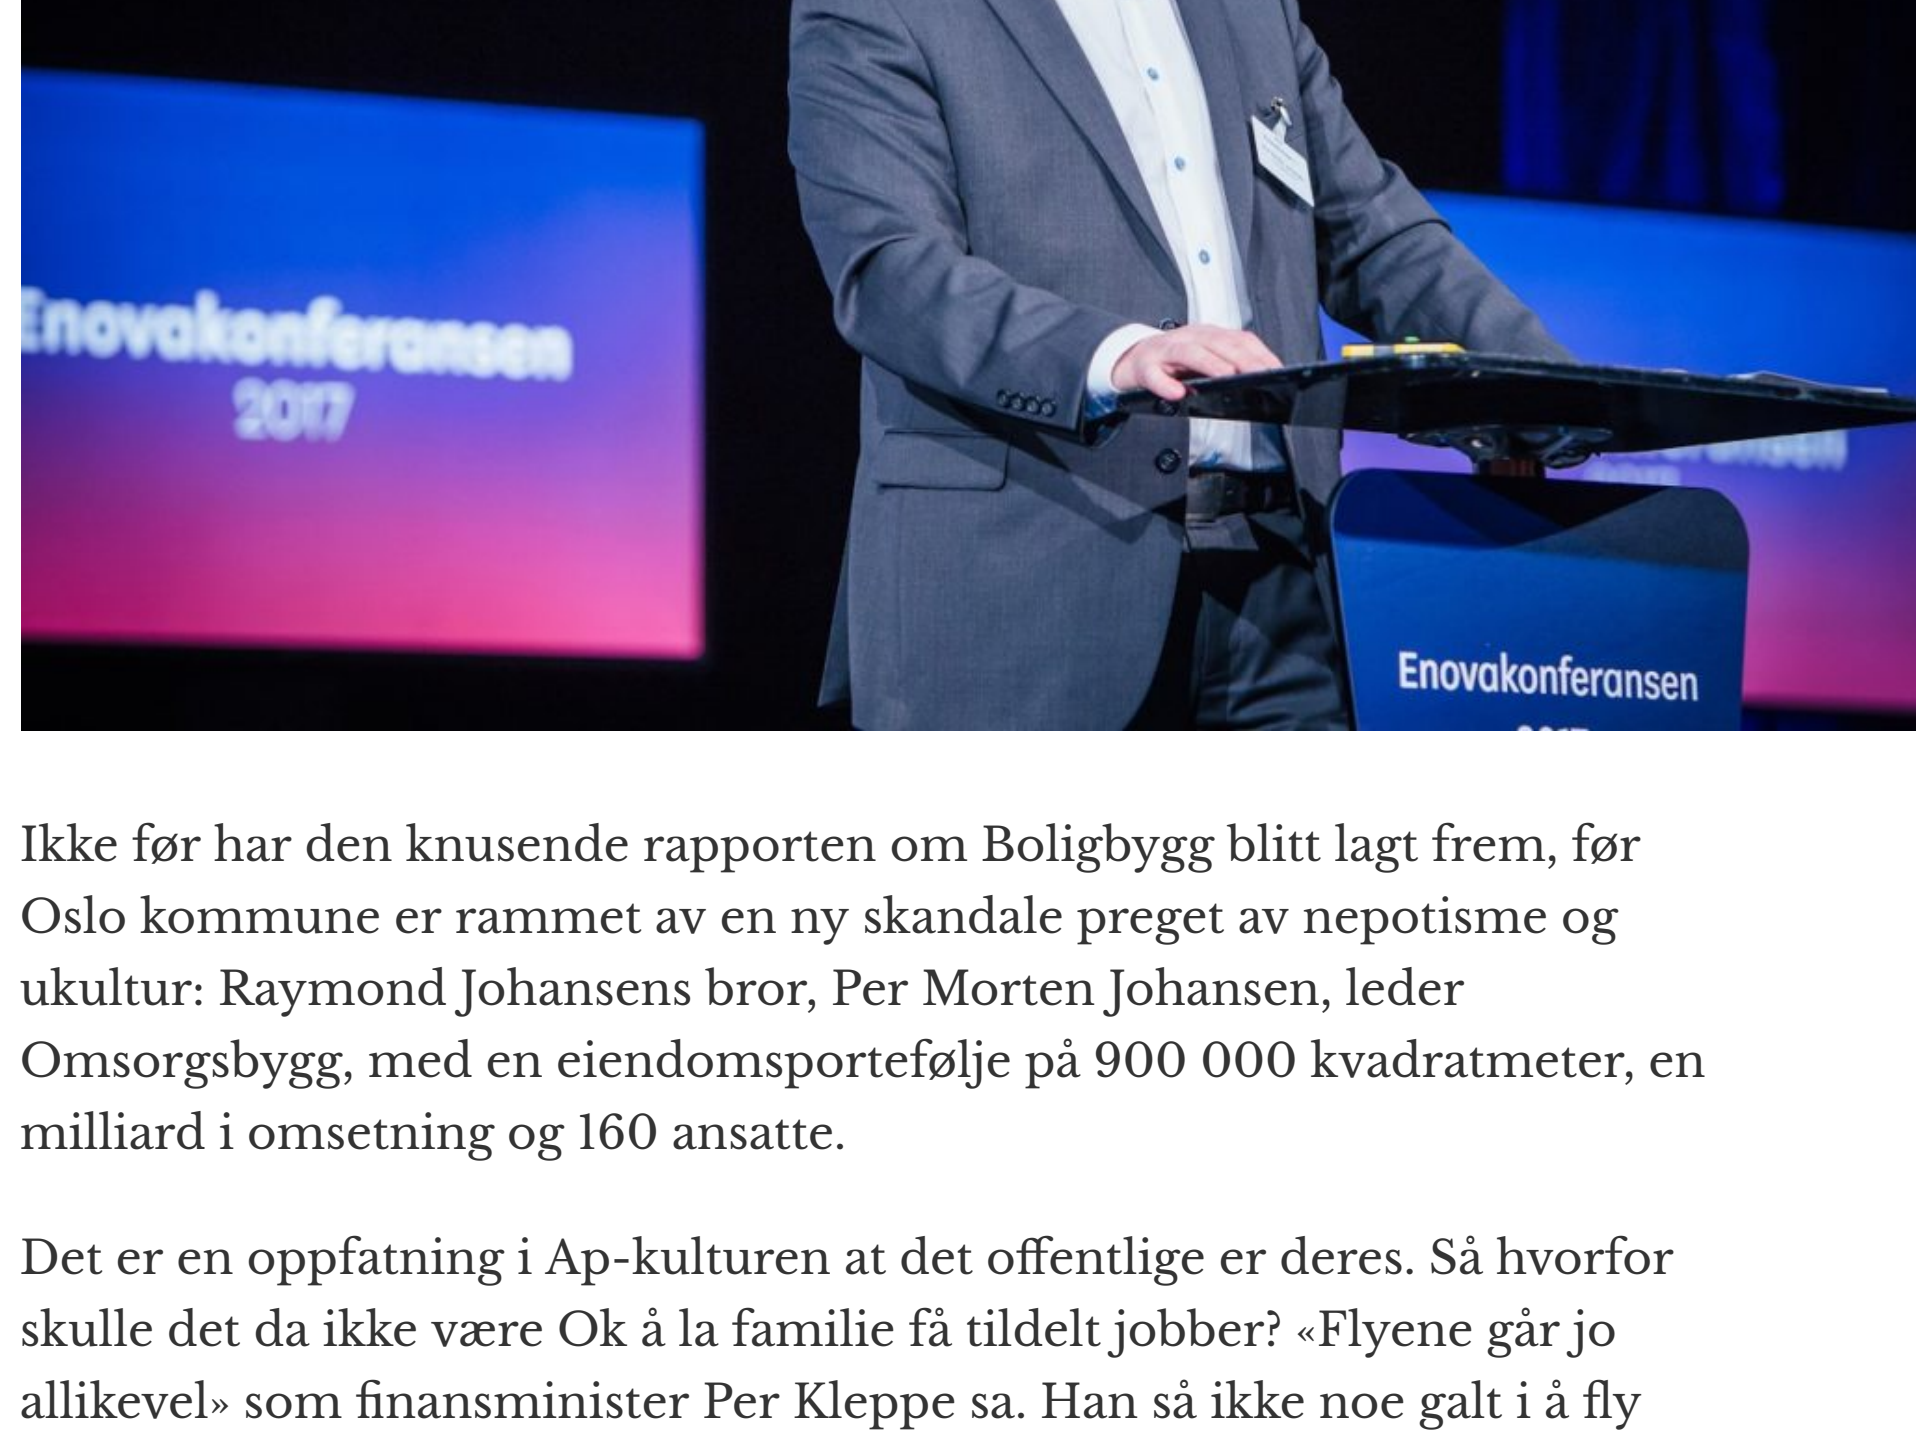 Enovakonferansen
2017
Enovakonferansen
Ikke før har den knusende rapporten om Boligbygg blitt lagt frem, før
Oslo kommune er rammet av en ny skandale preget av nepotisme og
ukultur: Raymond Johansens bror, Per Morten Johansen, leder
Omsorgsbygg, med en eiendomsportefølje på 900 000 kvadratmeter, en
milliard i omsetning og 160 ansatte.
Det er en oppfatning i Ap-kulturen at det offentlige er deres. Så hvorfor
skulle det da ikke være Ok å la familie få tildelt jobber? «Flyene går jo
allikevel» som finansminister Per Kleppe sa. Han så ikke noe galt i å fly